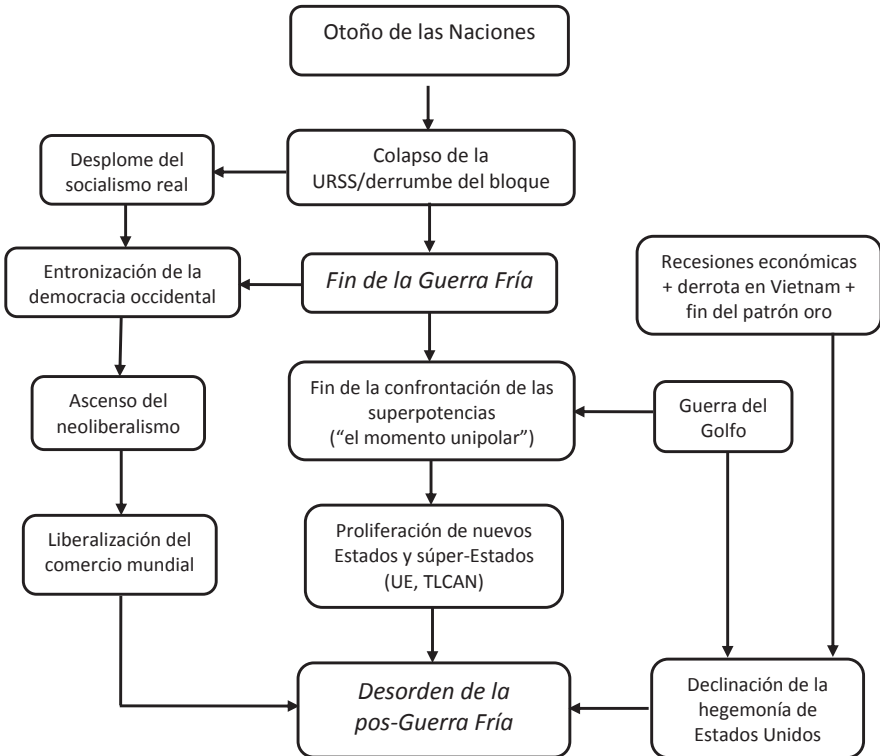 Otoño de las Naciones
Desplome del
socialismo real
Colapso de la
URSS/derrumbe del bloque
Entronización de la
democracia occidental
Fin de la Guerra Fría
Recesiones económicas
+ derrota en Vietnam +
fin del patrón oro
Ascenso del
neoliberalismo
Fin de la confrontación de las
superpotencias
(“el momento unipolar”)
Guerra del
Golfo
Liberalización del
comercio mundial
Proliferación de nuevos
Estados y súper-Estados
(UE, TLCAN)
Desorden de la
pos-Guerra Fría
Declinación de la
hegemonía de
Estados Unidos